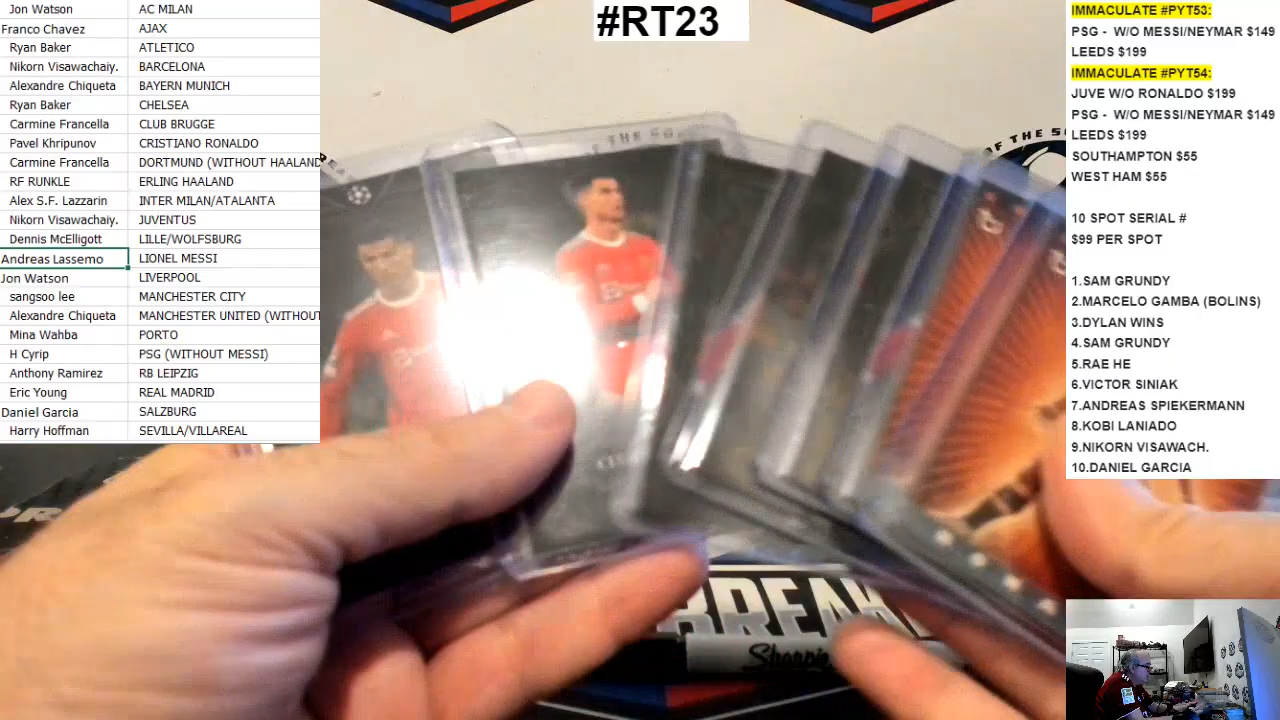 #RT23
Jon Watson AC MILAN
Franco Chavez AJAX
Ryan Baker ATLETICO
Nikorn Visawachaiy. BARCELONA
Alexandre Chiqueta BAYERN MUNICH
Ryan Baker CHELSEA
Carmine Francella CLUB BRUGGE
Pavel Khripunov CRISTIANO RONALDO
Carmine Francella DORTMUND (WITHOUT HAALAND
RF RUNKLE ERLING HAALAND
Alex S.F. Lazzarin INTER MILAN/ATALANTA
Nikorn Visawachaiy. JUVENTUS
Dennis McElligott LILLE/WOLFSBURG
Andreas Lassemo LIONEL MESSI
Jon Watson LIVERPOOL
sangsoo lee MANCHESTER CITY
Alexandre Chiqueta MANCHESTER UNITED (WITHOUT
Mina Wahba PORTO
H Cyrip PSG (WITHOUT MESSI)
Anthony Ramirez RB LEIPZIG
Eric Young REAL MADRID
Daniel Garcia SALZBURG
Harry Hoffman SEVILLA/VILLAREAL
IMMACULATE #PYT53:
PSG - W/O MESSI/NEYMAR $149
LEEDS $199
IMMACULATE #PYT54:
JUVE W/O RONALDO $199
PSG - W/O MESSI/NEYMAR $149
LEEDS $199
SOUTHAMPTON $55
WEST HAM $55
10 SPOT SERIAL #
$99 PER SPOT
1.SAM GRUNDY
2.MARCELO GAMBA (BOLINS)
3.DYLAN WINS
4.SAM GRUNDY
5.RAE HE
6.VICTOR SINIAK
7.ANDREAS SPIEKERMANN
8.KOBI LANIADO
9.NIKORN VISAWACH.
10.DANIEL GARCIA
OF THE
THE
BREAK
Sharpie